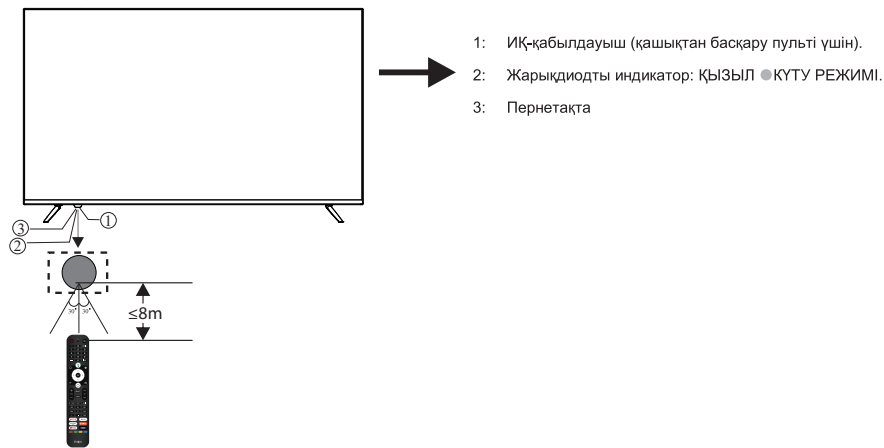 1: ИҚ-қабылдауыш (қашықтан басқару пульті үшін).
2: Жарықдиодты индикатор: ҚЫЗЫЛ ●КҮТУ РЕЖИМІ.
3: Пернетақта
③ ①
②
30° 30°
≤8m